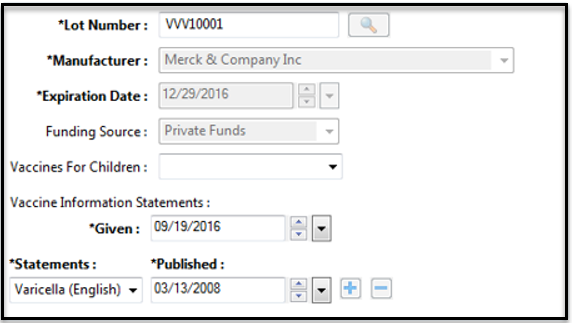 *Lot Number : VVV10001
*Manufacturer : Merck & Company Inc
*Expiration Date : 12/29/2016
Funding Source : Private Funds
Vaccines For Children :
Vaccine Information Statements :
*Given : 09/19/2016
*Statements : *Published :
Varicella (English) 03/13/2008